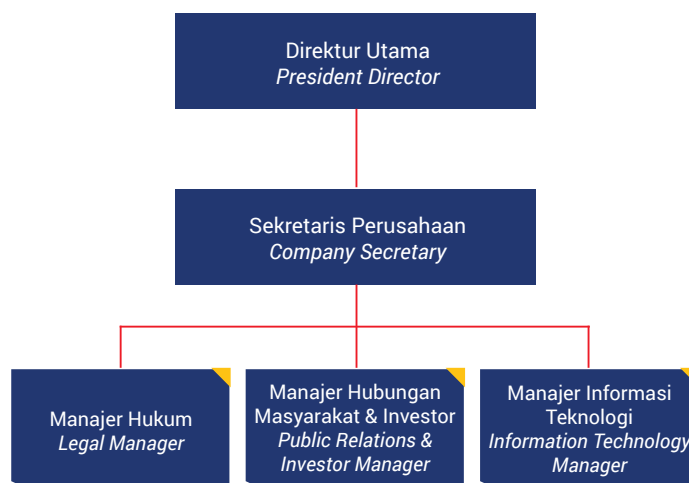 Direktur Utama
President Director
Sekretaris Perusahaan
Company Secretary
Manajer Hukum
Legal Manager
Manajer Hubungan
Masyarakat & Investor
Public Relations &
Investor Manager
Manajer Informasi
Teknologi
Information Technology
Manager